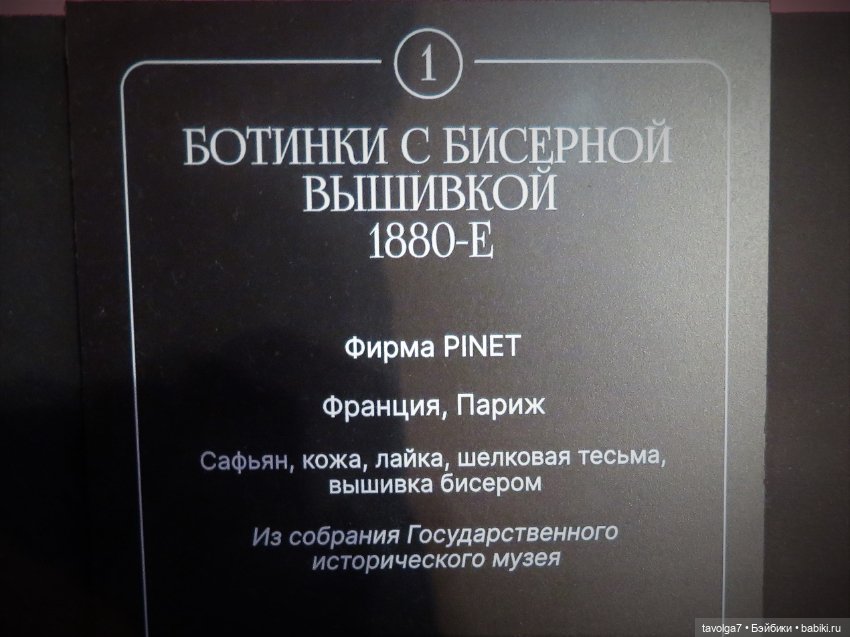 1
БОТИНКИ С БИСЕРНОЙ
ВЫШИВКОЙ
1880-Е
Фирма PINET
Франция, Париж
Сафьян, кожа, лайка, шелковая тесьма,
вышивка бисером
Из собрания Государственного
исторического музея
tavolga7 • Бэйбики • babiki.ru